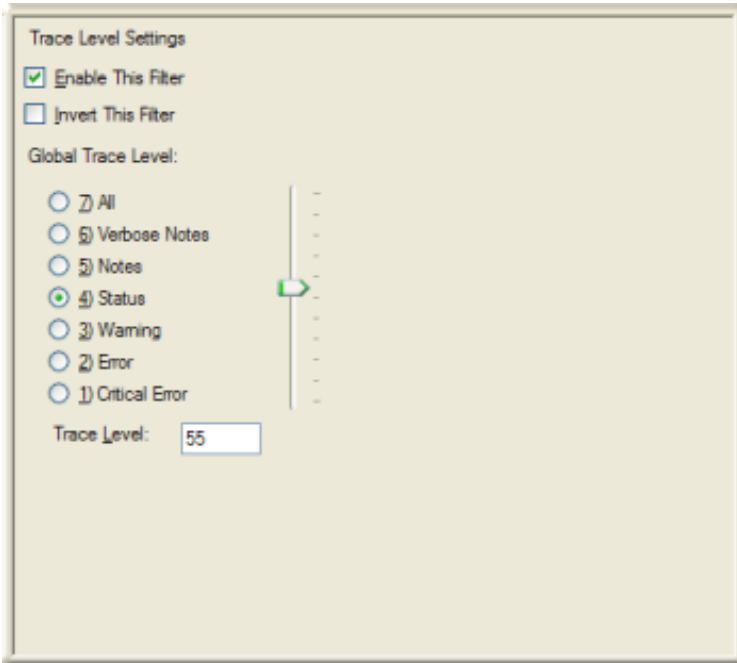 Trace Level Settings
Enable This Filter
Invert This Filter
Global Trace Level:
7) All
6) Verbose Notes
5) Notes
4) Status
3) Warning
2) Error
1) Critical Error
Trace Level: 55